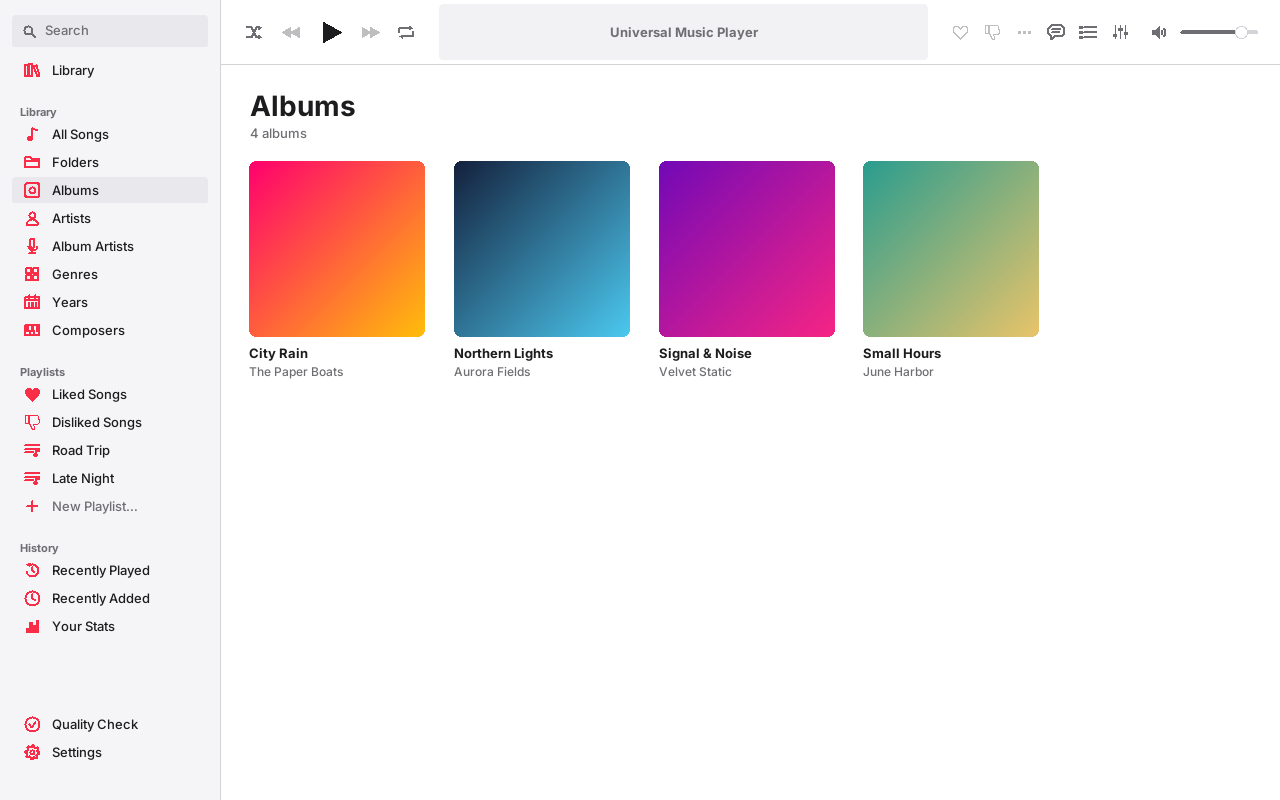 Search
Library
Library
All Songs
Folders
Albums
Artists
Album Artists
Genres
Years
Composers
Playlists
Liked Songs
Disliked Songs
Road Trip
Late Night
New Playlist...
History
Recently Played
Recently Added
Your Stats
Quality Check
Settings
Universal Music Player
Albums
4 albums
City Rain
The Paper Boats
Northern Lights
Aurora Fields
Signal & Noise
Velvet Static
Small Hours
June Harbor